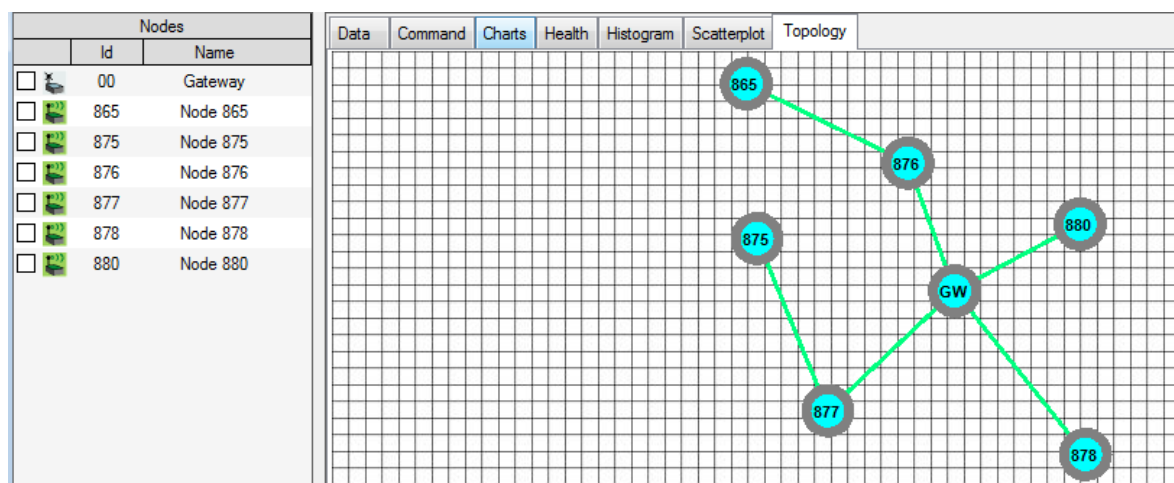 Nodes
Id Name
00 Gateway
865 Node 865
875 Node 875
876 Node 876
877 Node 877
878 Node 878
880 Node 880
Data Command Charts Health Histogram Scatterplot Topology
865
876
880
875
GW
877
878